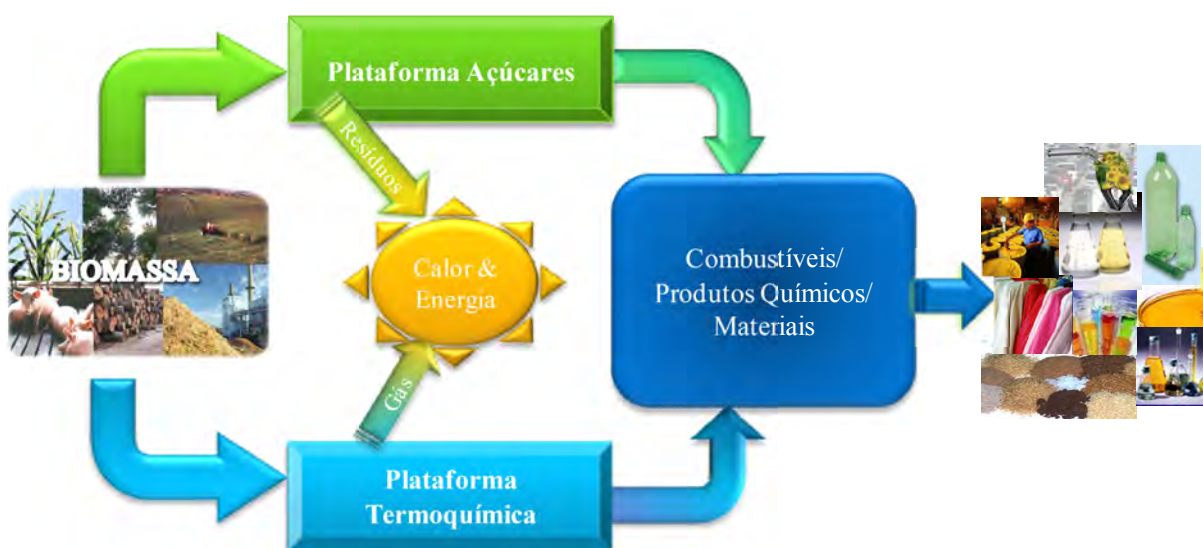 Plataforma Açúcares
Resíduos
BIOMASSA
Calor &
Energia
Combustíveis/
Produtos Químicos/
Materiais
Gás
Plataforma
Termoquímica